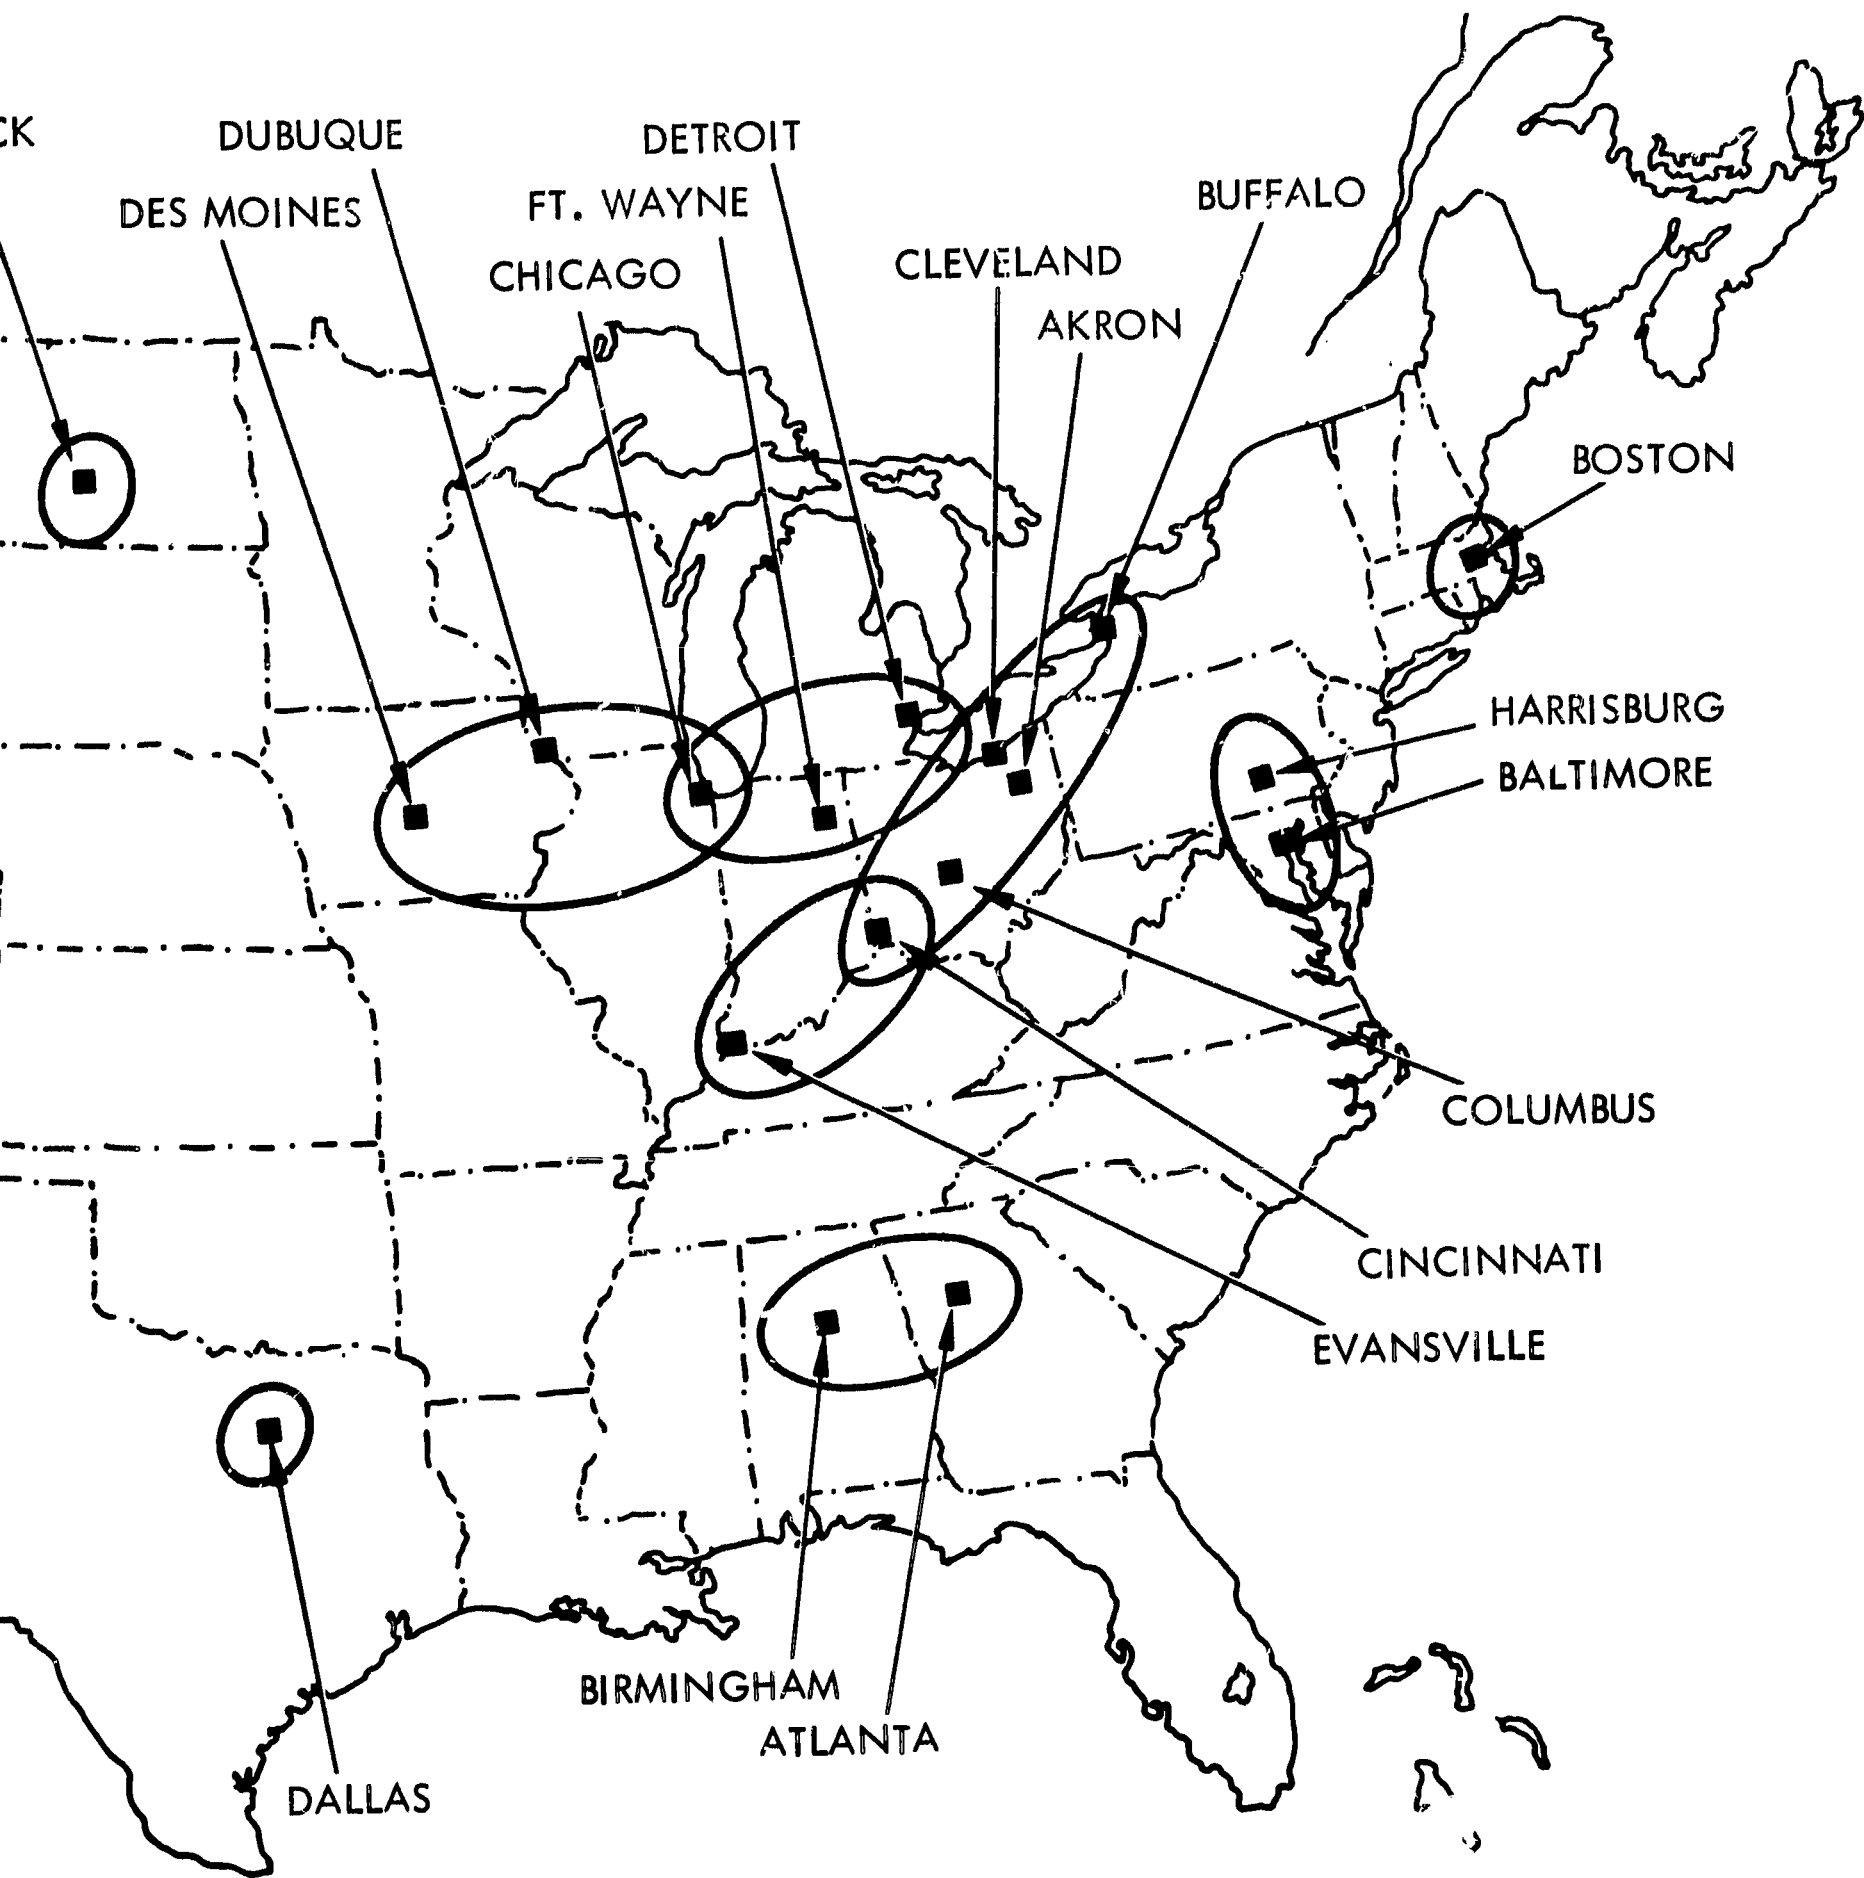 CK
DUBUQUE
DETROIT
DES MOINES
FT. WAYNE
BUFFALO
CHICAGO
CLEVELAND
AKRON
BOSTON
HARRISBURG
BALTIMORE
COLUMBUS
CINCINNATI
EVANSVILLE
BIRMINGHAM
ATLANTA
DALLAS